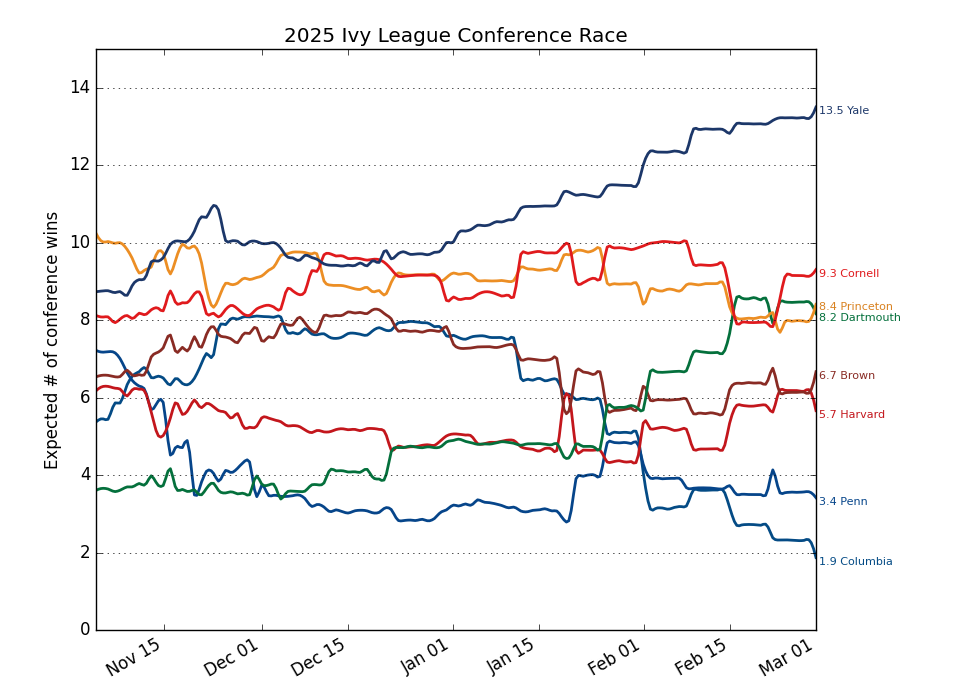 2025 Ivy League Conference Race
Expected # of conference wins
14
12
10
8
6
4
2
0
Nov 15
Dec 01
Dec 15
Jan 01
Jan 15
Feb 01
Feb 15
Mar 01
13.5 Yale
9.3 Cornell
8.4 Princeton
8.2 Dartmouth
6.7 Brown
5.7 Harvard
3.4 Penn
1.9 Columbia